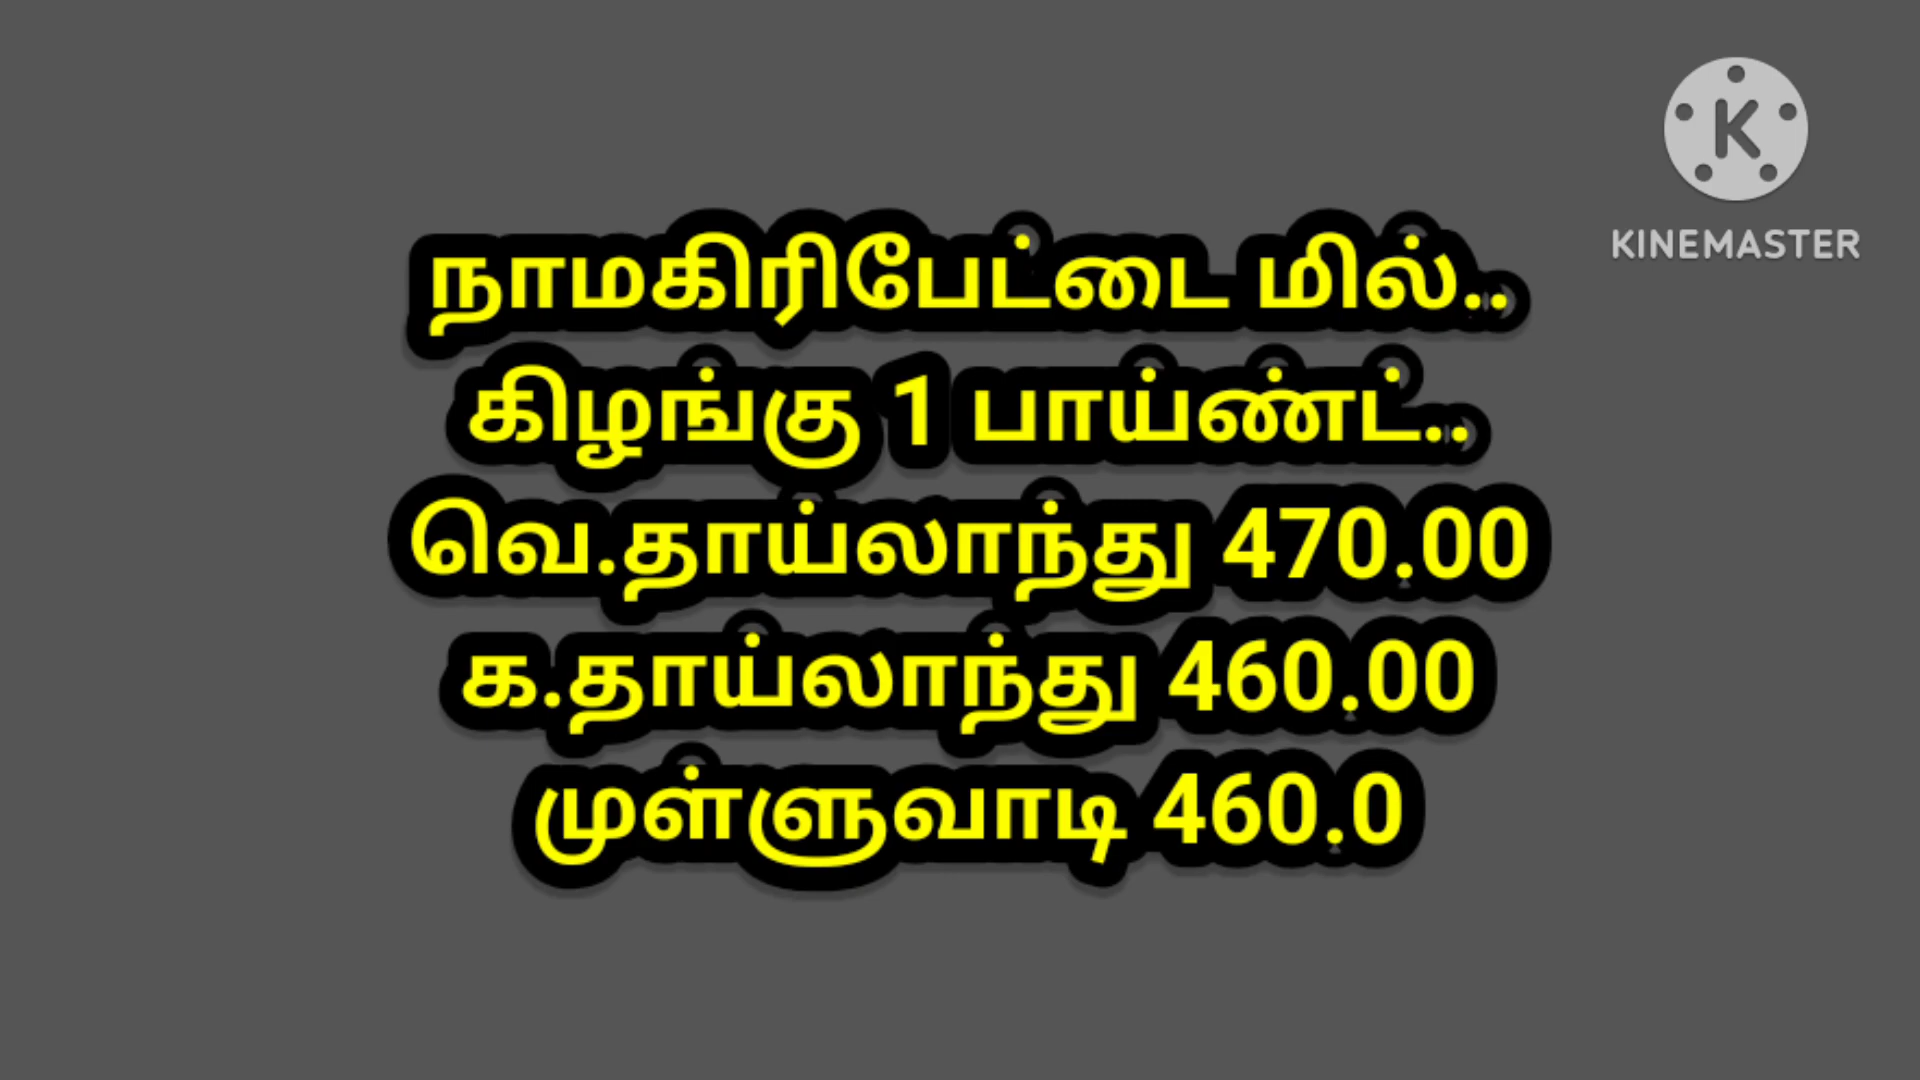 KINEMASTER
நாமகிரிபேட்டை மில்..
கிழங்கு 1 பாய்ண்ட்..
வெ.தாய்லாந்து 470.00
க.தாய்லாந்து 460.00
முள்ளுவாடி 460.0